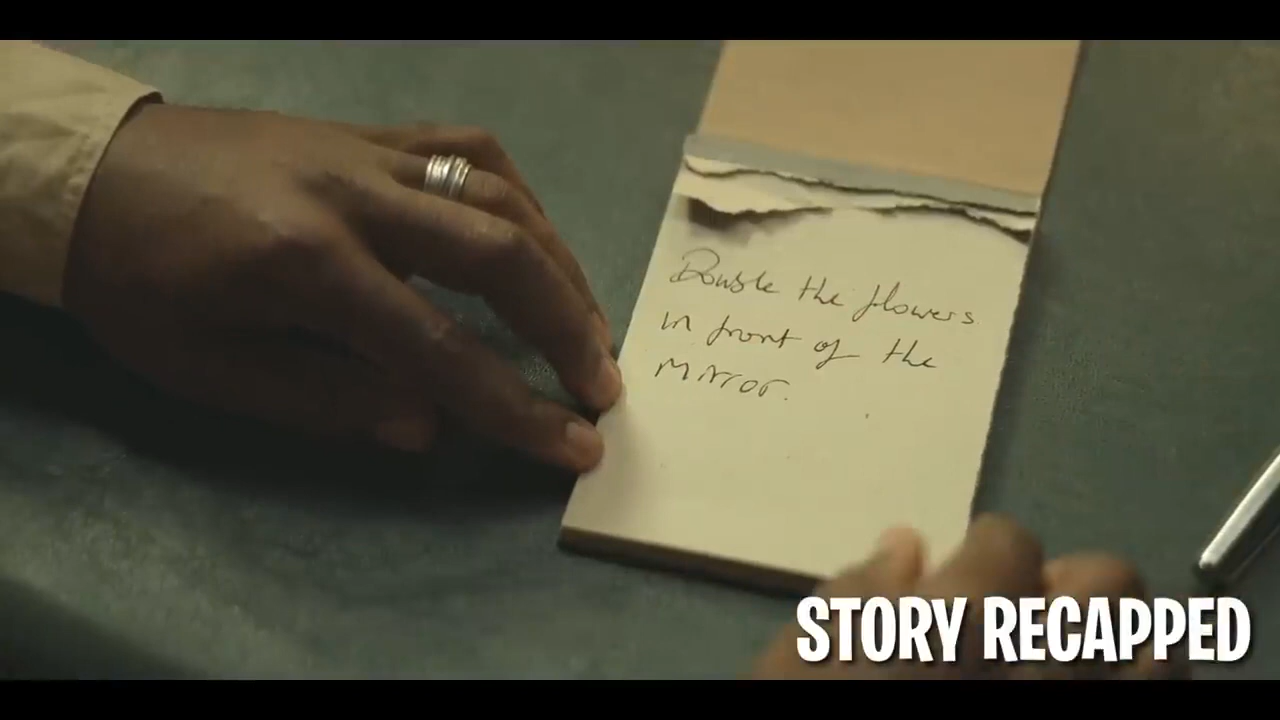 Double the flowers
in front of the
mirror.
STORY RECAPPED